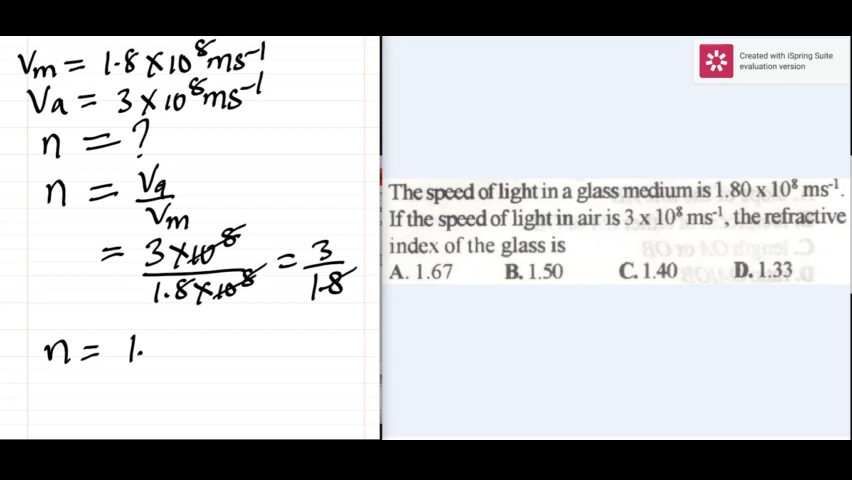 Vm = 1.8 × 10⁸ ms⁻¹
Va = 3 × 10⁸ ms⁻¹
n = ?
n = Va/Vm
= 3 × 10⁸/1.8 × 10⁸ = 3/1.8
n = 1.
Created with iSpring Suite
evaluation version
The speed of light in a glass medium is 1.80 x 10⁸ ms⁻¹.
If the speed of light in air is 3 x 10⁸ ms⁻¹, the refractive
index of the glass is
A. 1.67 B. 1.50 C. 1.40 D. 1.33